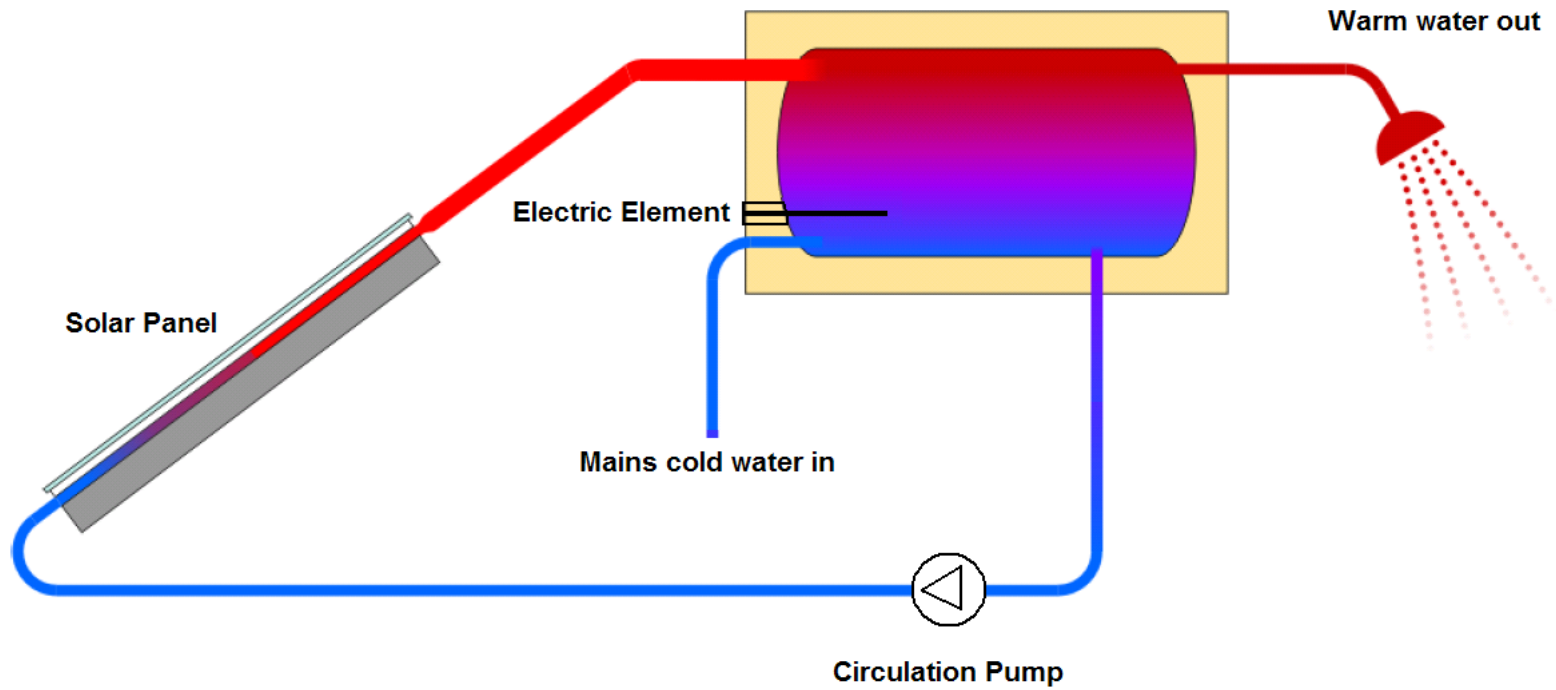 Warm water out
Electric Element
Solar Panel
Mains cold water in
Circulation Pump